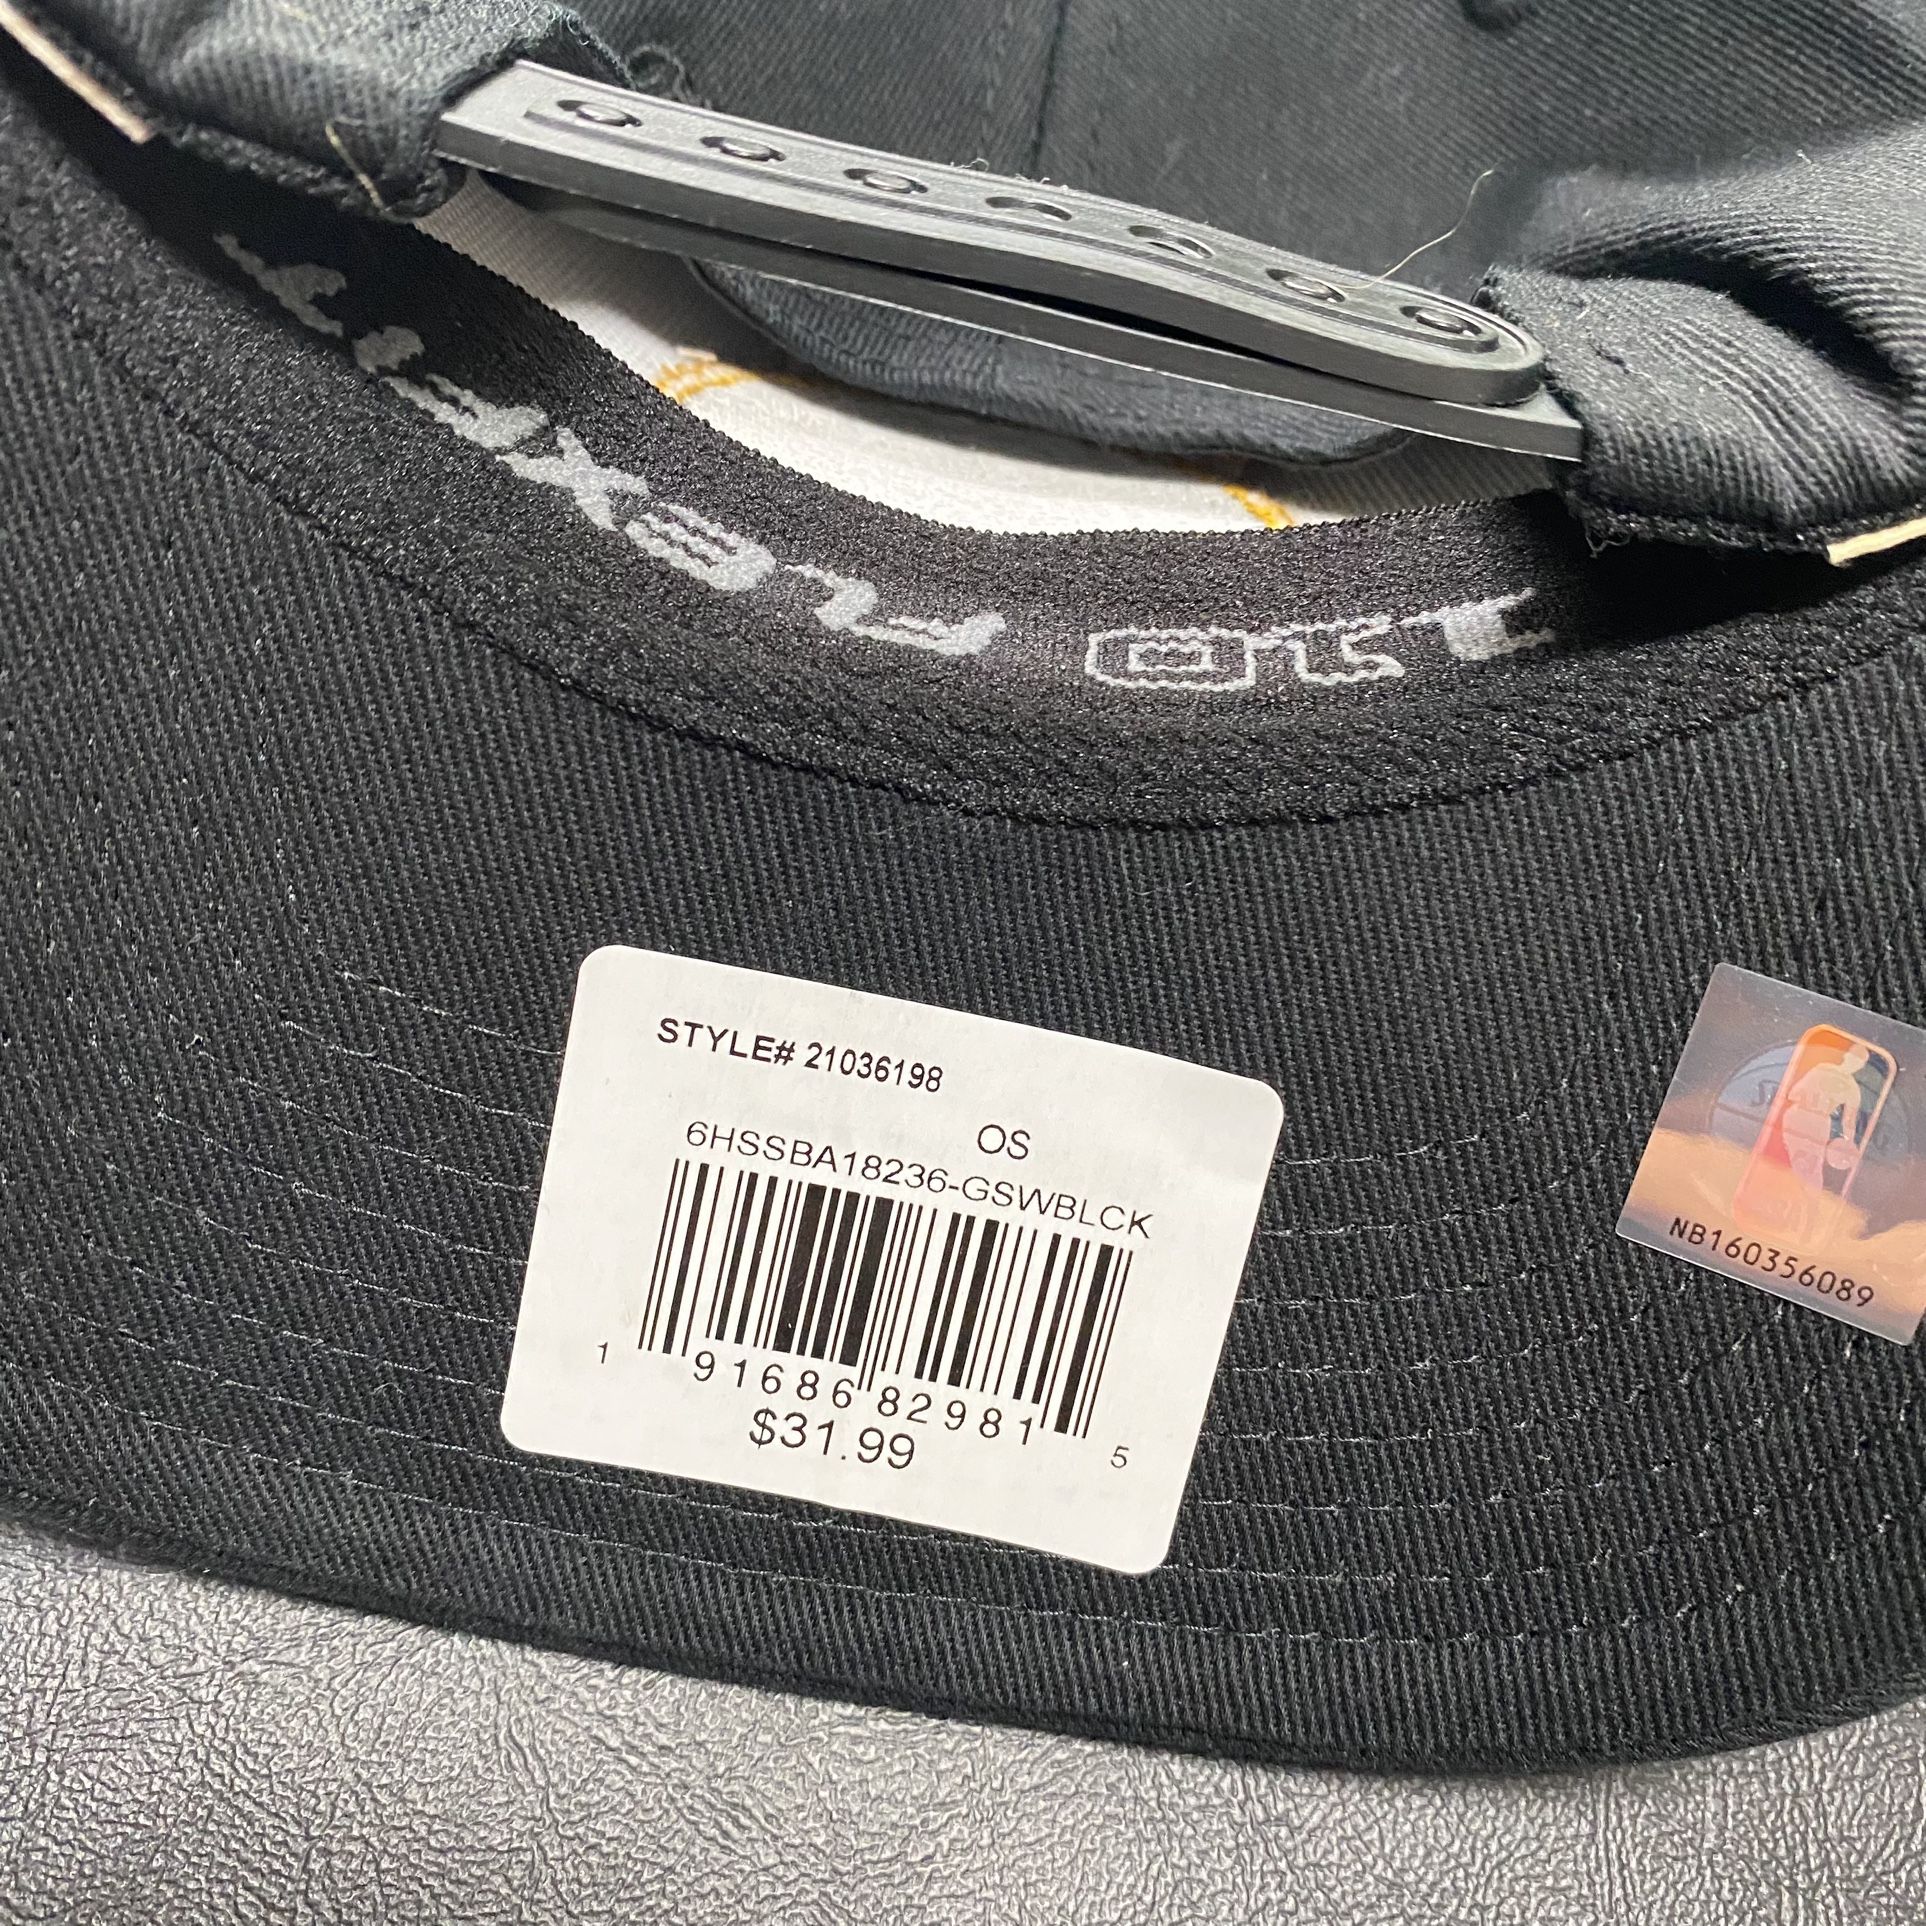 STYLE# 21036198
OS
6HSSBA18236-GSWBLCK
1 91686 82981 5
$31.99
NB160356089